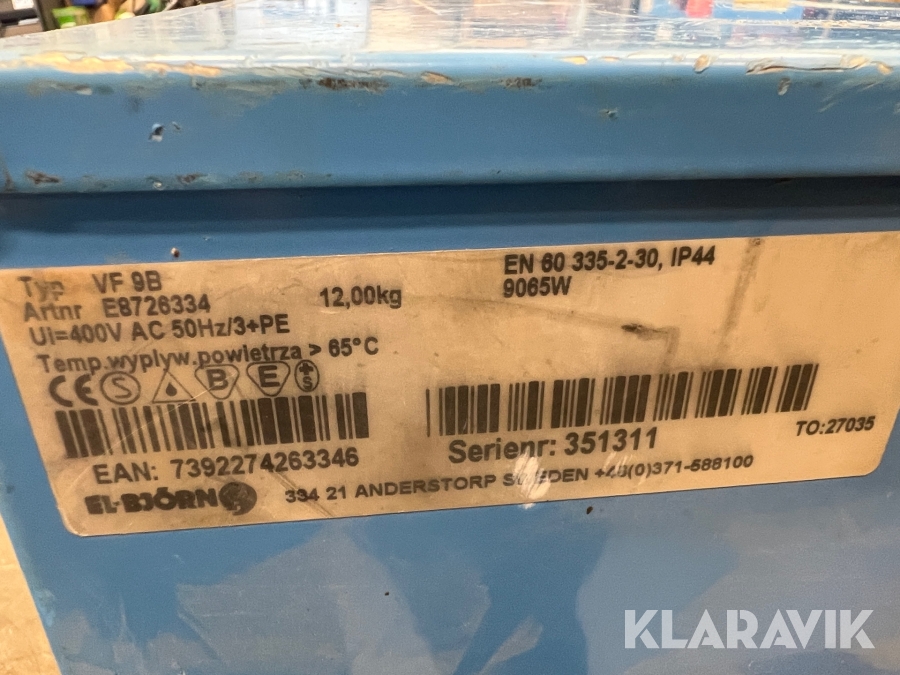 Typ VF 9B
Artnr E8726334 12,00kg
UI=400V AC 50Hz/3+PE
Temp.wyplyw.powietrza > 65°C
EN 60 335-2-30, IP44
9065W
CE S B E +S
EAN: 7392274263346
Serienr: 351311
TO:27035
EL-BJÖRN 334 21 ANDERSTORP SWEDEN +46(0)371-588100
KLARAVIK